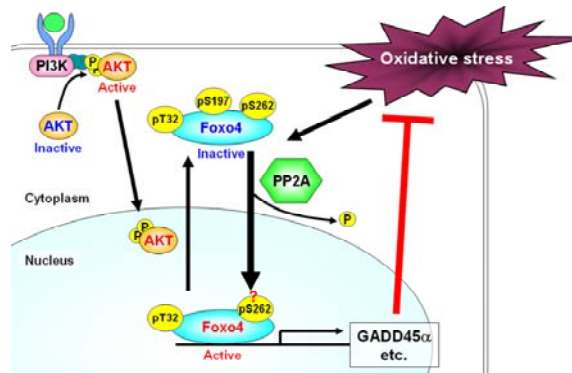 Oxidative stress
PI3K
P
P
AKT
Active
AKT
Inactive
pS197
pS262
pT32
Foxo4
Inactive
PP2A
P
Cytoplasm
P
P
AKT
Nucleus
?
pS262
pT32
Foxo4
Active
GADD45α
etc.